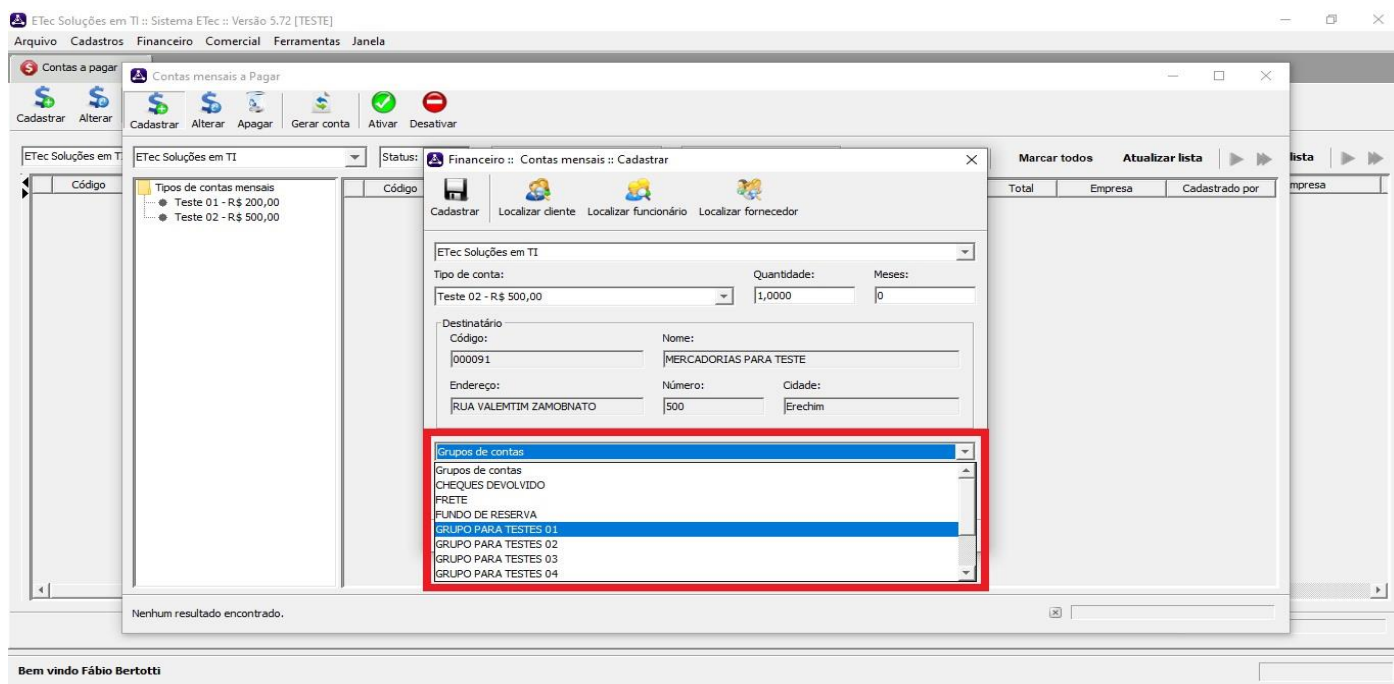 ETec Soluções em TI :: Sistema ETec :: Versão 5.72 [TESTE]
Arquivo Cadastros Financeiro Comercial Ferramentas Janela
Contas a pagar
Contas mensais a Pagar
Cadastrar Alterar
Cadastrar Alterar Apagar Gerar conta Ativar Desativar
ETec Soluções em T
ETec Soluções em TI
Status:
Financeiro :: Contas mensais :: Cadastrar
Marcar todos Atualizar lista
lista
Código
Tipos de contas mensais
Teste 01 - R$ 200,00
Teste 02 - R$ 500,00
Código
Total Empresa Cadastrado por
mpresa
Cadastrar Localizar cliente Localizar funcionário Localizar fornecedor
ETec Soluções em TI
Tipo de conta: Quantidade: Meses:
Teste 02 - R$ 500,00 1,0000 0
Destinatário
Código: Nome:
000091 MERCADORIAS PARA TESTE
Endereço: Número: Cidade:
RUA VALEMTIM ZAMOBNATO 500 Erechim
Grupos de contas
Grupos de contas
CHEQUES DEVOLVIDO
FRETE
FUNDO DE RESERVA
GRUPO PARA TESTES 01
GRUPO PARA TESTES 02
GRUPO PARA TESTES 03
GRUPO PARA TESTES 04
Nenhum resultado encontrado.
Bem vindo Fábio Bertotti